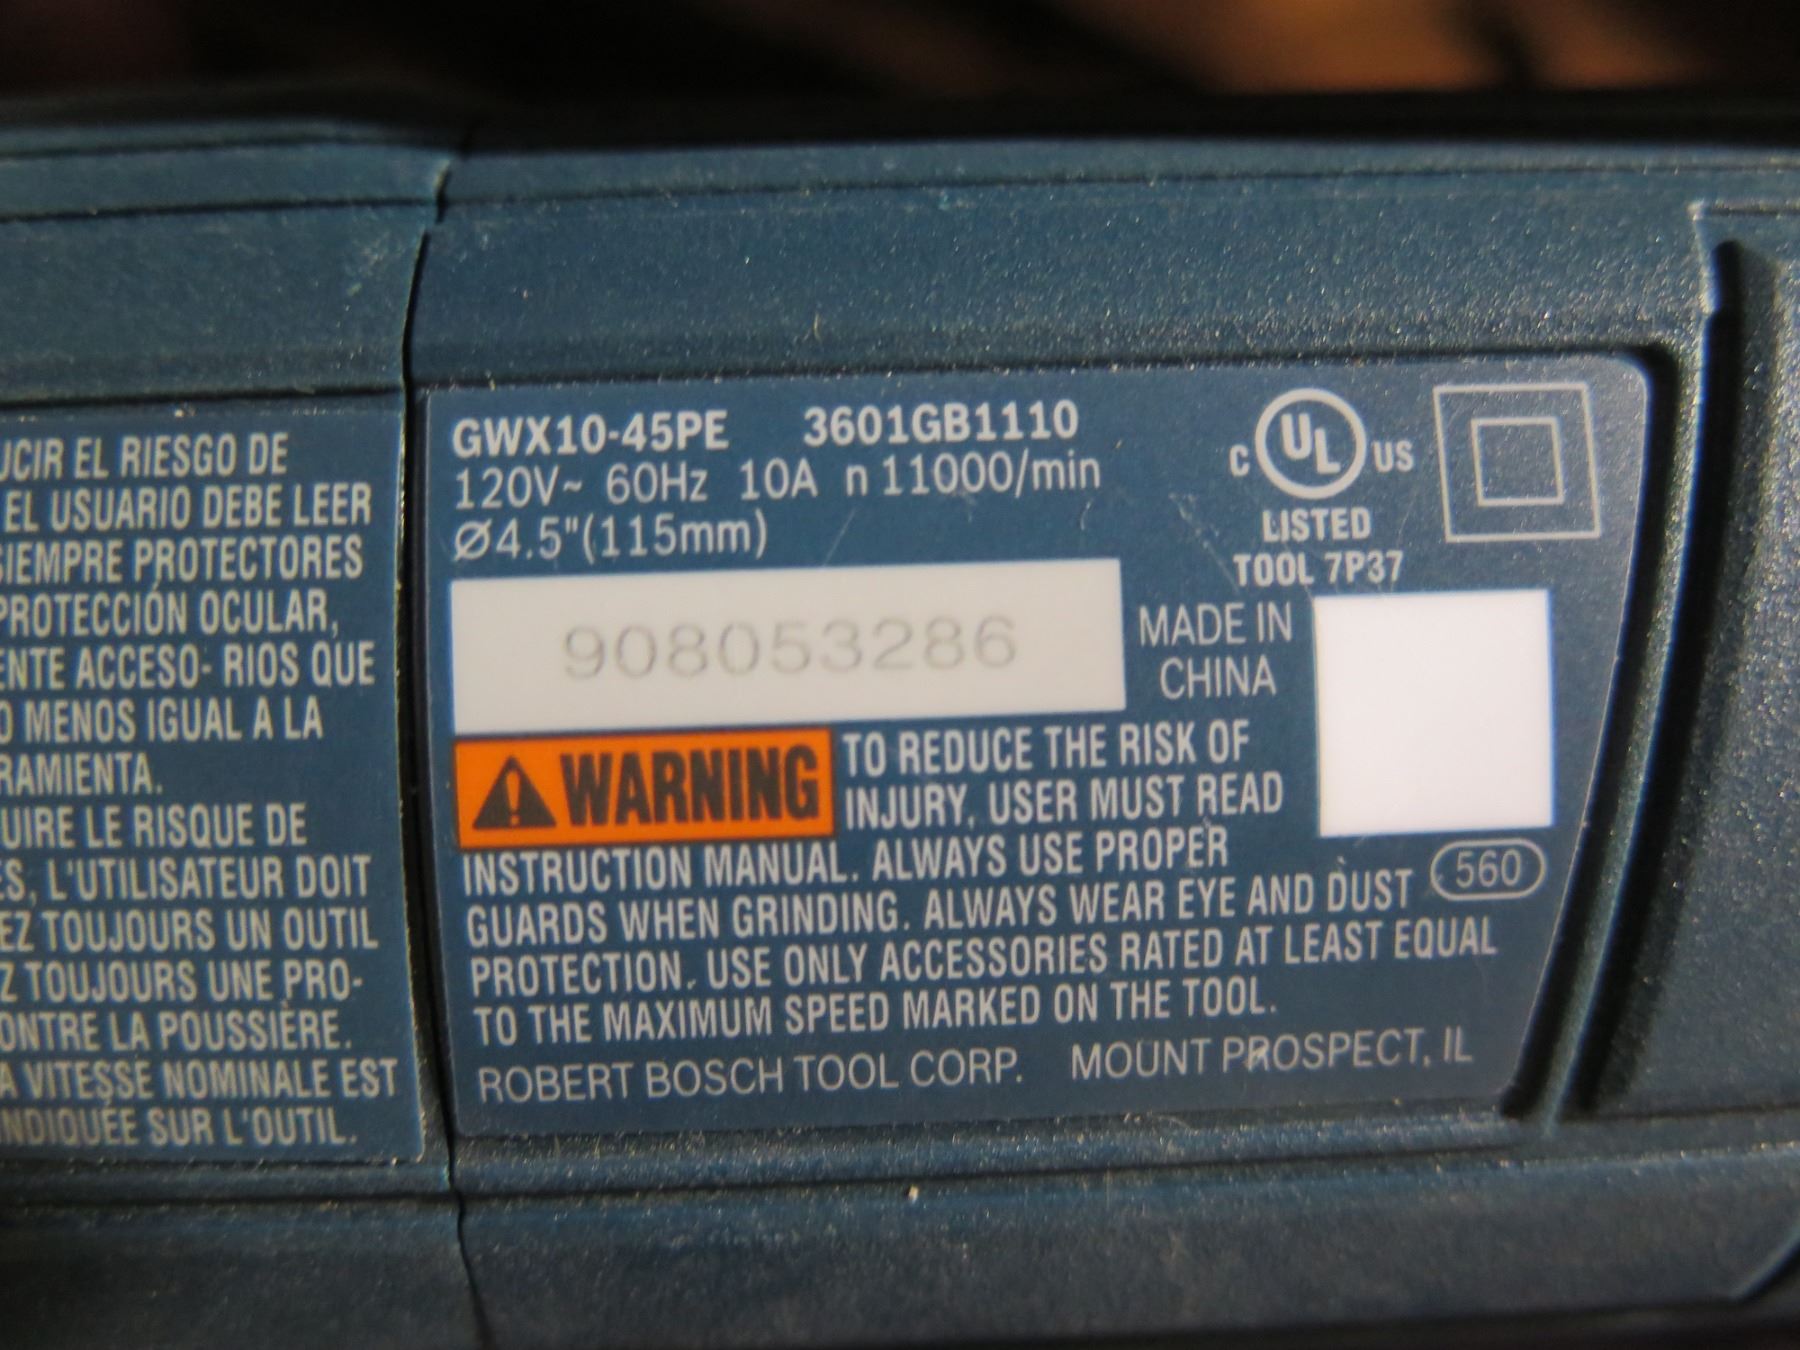 UCIR EL RIESGO DE
EL USUARIO DEBE LEER
SIEMPRE PROTECTORES
PROTECCIÓN OCULAR,
ENTE ACCESO- RIOS QUE
O MENOS IGUAL A LA
RAMIENTA.
UIRE LE RISQUE DE
ES, L'UTILISATEUR DOIT
EZ TOUJOURS UN OUTIL
Z TOUJOURS UNE PRO-
ONTRE LA POUSSIÈRE.
A VITESSE NOMINALE EST
INDIQUÉE SUR L'OUTIL.
GWX10-45PE 3601GB1110
120V~ 60Hz 10A n 11000/min
Ø4.5"(115mm)
C UL US
LISTED
TOOL 7P37
908053286
MADE IN
CHINA
WARNING TO REDUCE THE RISK OF
INJURY, USER MUST READ
INSTRUCTION MANUAL. ALWAYS USE PROPER
GUARDS WHEN GRINDING. ALWAYS WEAR EYE AND DUST
PROTECTION. USE ONLY ACCESSORIES RATED AT LEAST EQUAL
TO THE MAXIMUM SPEED MARKED ON THE TOOL.
560
ROBERT BOSCH TOOL CORP. MOUNT PROSPECT, IL